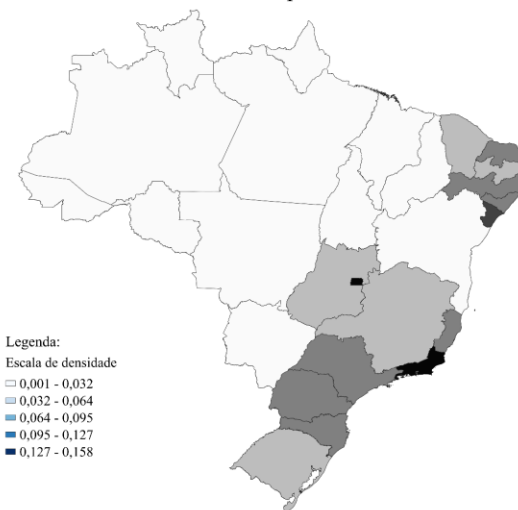 Legenda:
Escala de densidade
0,001 - 0,032
0,032 - 0,064
0,064 - 0,095
0,095 - 0,127
0,127 - 0,158